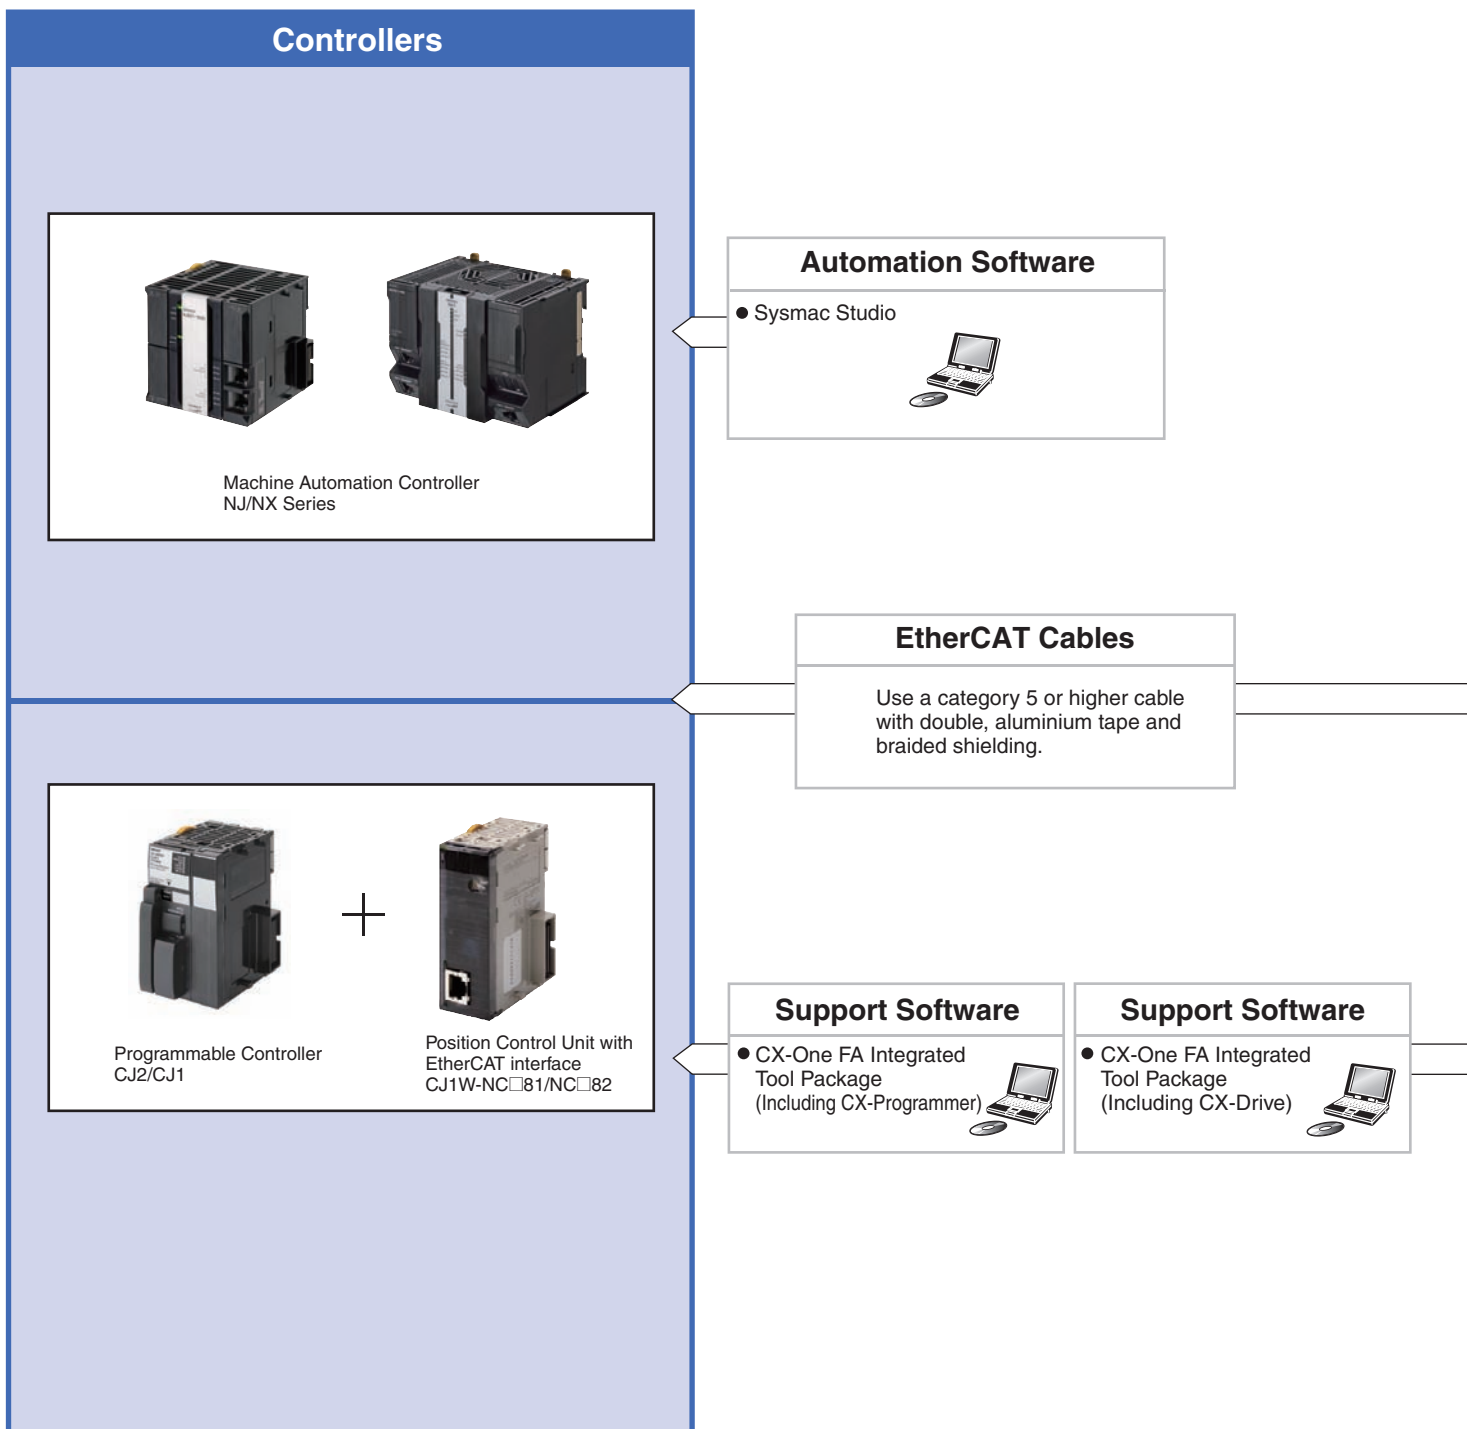 Controllers
Machine Automation Controller
NJ/NX Series
Automation Software
● Sysmac Studio
EtherCAT Cables
Use a category 5 or higher cable
with double, aluminium tape and
braided shielding.
Programmable Controller
CJ2/CJ1
Position Control Unit with
EtherCAT interface
CJ1W-NC□81/NC□82
Support Software
● CX-One FA Integrated
Tool Package
(Including CX-Programmer)
Support Software
● CX-One FA Integrated
Tool Package
(Including CX-Drive)